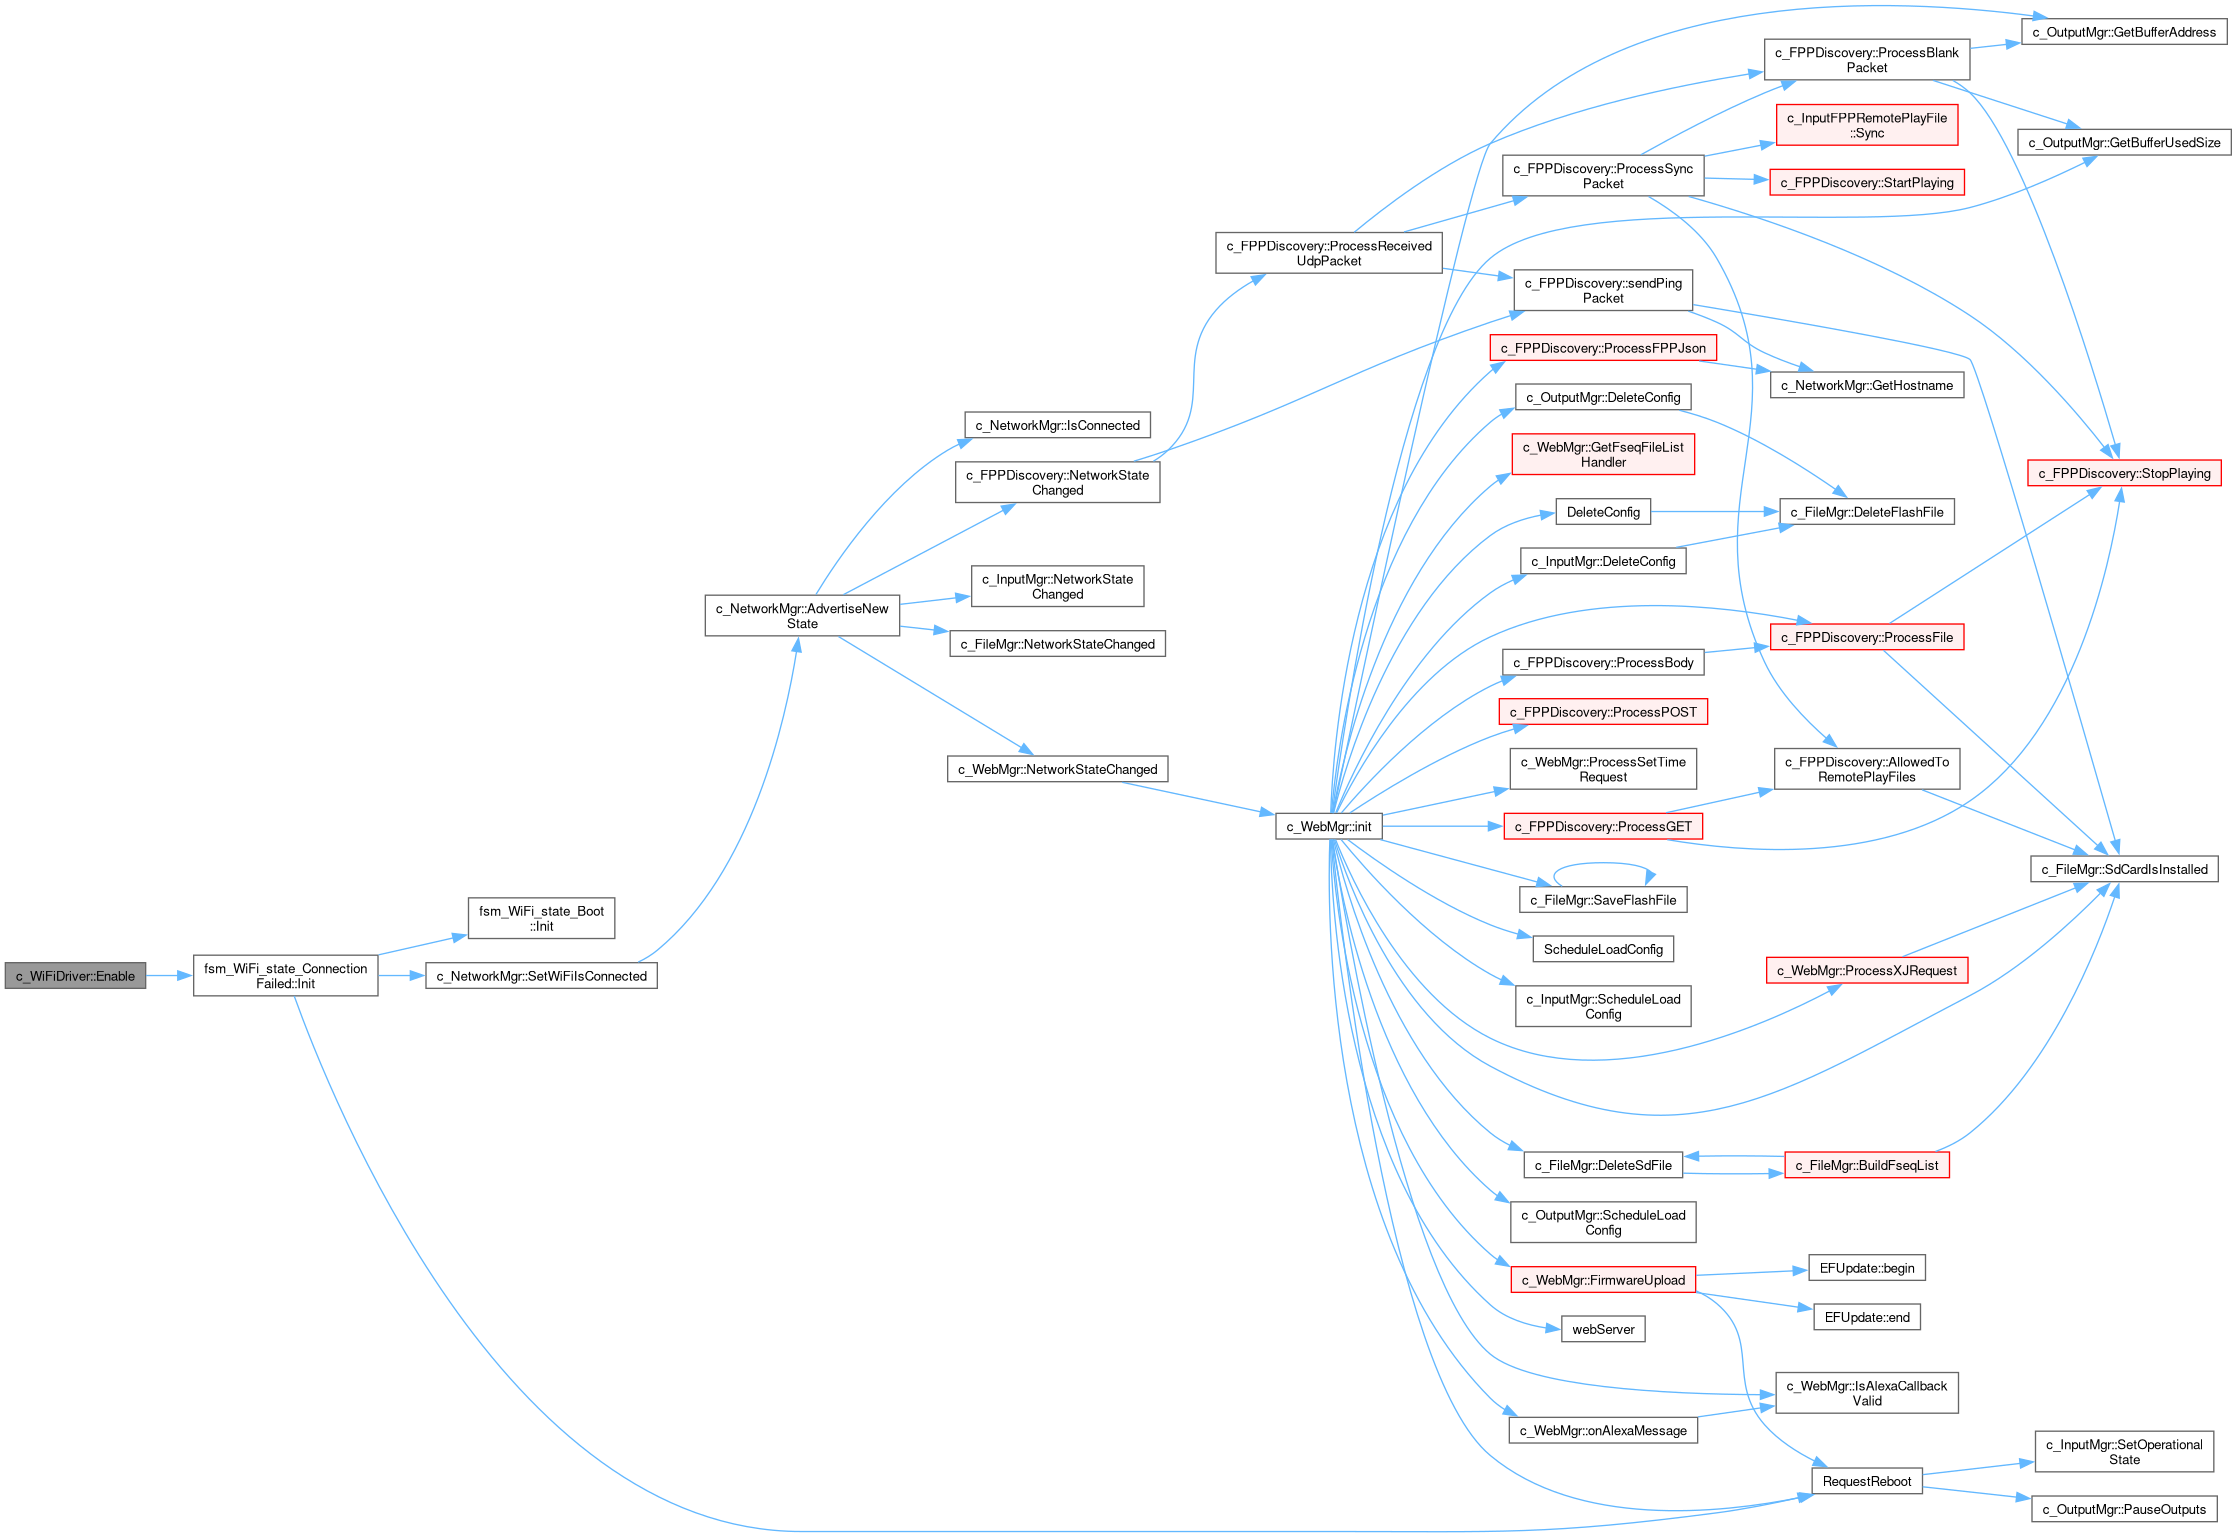 c_WiFiDriver::Enable
fsm_WiFi_state_Connection
Failed::Init
fsm_WiFi_state_Boot
::Init
c_NetworkMgr::SetWiFiIsConnected
c_NetworkMgr::AdvertiseNew
State
c_NetworkMgr::IsConnected
c_FPPDiscovery::NetworkState
Changed
c_InputMgr::NetworkState
Changed
c_FileMgr::NetworkStateChanged
c_WebMgr::NetworkStateChanged
c_FPPDiscovery::ProcessReceived
UdpPacket
c_WebMgr::init
c_FPPDiscovery::ProcessSync
Packet
c_FPPDiscovery::sendPing
Packet
c_FPPDiscovery::ProcessFPPJson
c_OutputMgr::DeleteConfig
c_WebMgr::GetFseqFileList
Handler
DeleteConfig
c_InputMgr::DeleteConfig
c_FPPDiscovery::ProcessBody
c_FPPDiscovery::ProcessPOST
c_WebMgr::ProcessSetTime
Request
c_FPPDiscovery::ProcessGET
c_FileMgr::SaveFlashFile
ScheduleLoadConfig
c_InputMgr::ScheduleLoad
Config
c_FileMgr::DeleteSdFile
c_OutputMgr::ScheduleLoad
Config
c_WebMgr::FirmwareUpload
webServer
c_WebMgr::onAlexaMessage
c_FPPDiscovery::ProcessBlank
Packet
c_InputFPPRemotePlayFile
::Sync
c_FPPDiscovery::StartPlaying
c_NetworkMgr::GetHostname
c_FileMgr::DeleteFlashFile
c_FPPDiscovery::ProcessFile
c_FPPDiscovery::AllowedTo
RemotePlayFiles
c_WebMgr::ProcessXJRequest
c_FileMgr::BuildFseqList
EFUpdate::begin
EFUpdate::end
c_WebMgr::IsAlexaCallback
Valid
RequestReboot
c_OutputMgr::GetBufferAddress
c_OutputMgr::GetBufferUsedSize
c_FPPDiscovery::StopPlaying
c_FileMgr::SdCardIsInstalled
c_InputMgr::SetOperational
State
c_OutputMgr::PauseOutputs